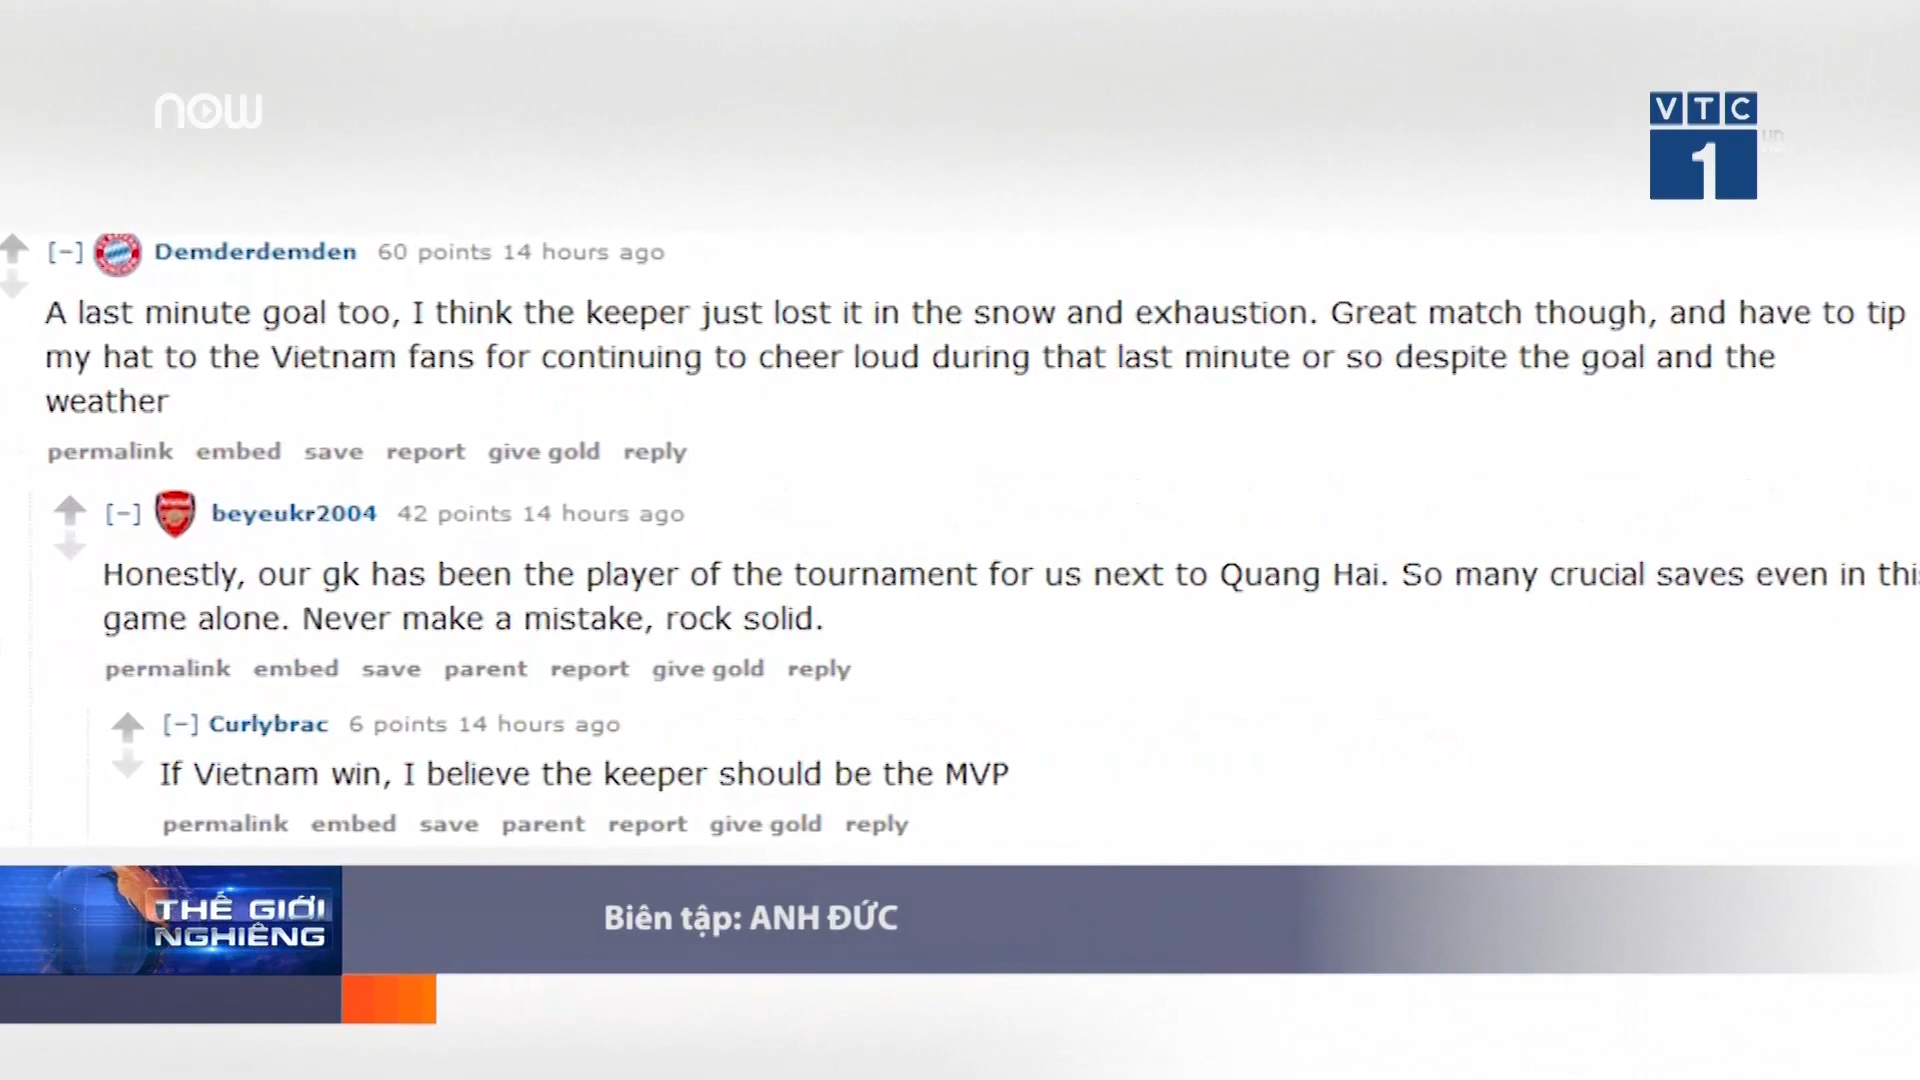 now
VTC
1
HD
[–] Demderdemden 60 points 14 hours ago
A last minute goal too, I think the keeper just lost it in the snow and exhaustion. Great match though, and have to tip
my hat to the Vietnam fans for continuing to cheer loud during that last minute or so despite the goal and the
weather
permalink embed save report give gold reply
[–] beyeukr2004 42 points 14 hours ago
Honestly, our gk has been the player of the tournament for us next to Quang Hai. So many crucial saves even in this
game alone. Never make a mistake, rock solid.
permalink embed save parent report give gold reply
[–] Curlybrac 6 points 14 hours ago
If Vietnam win, I believe the keeper should be the MVP
permalink embed save parent report give gold reply
THẾ GIỚI
NGHIÊNG
Biên tập: ANH ĐỨC